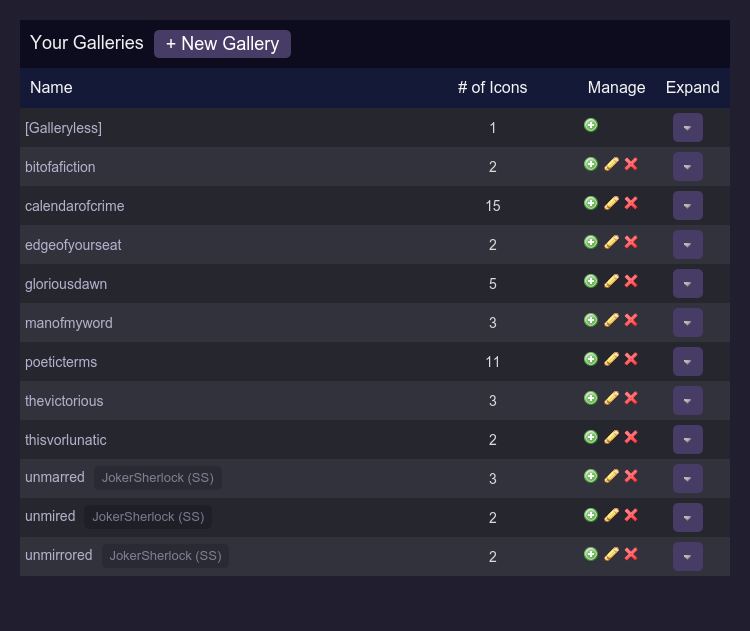 Your Galleries + New Gallery
Name # of Icons Manage Expand
[Galleryless] 1
bitofafiction 2
calendarofcrime 15
edgeofyourseat 2
gloriousdawn 5
manofmyword 3
poeticterms 11
thevictorious 3
thisvorlunatic 2
unmarred JokerSherlock (SS) 3
unmired JokerSherlock (SS) 2
unmirrored JokerSherlock (SS) 2